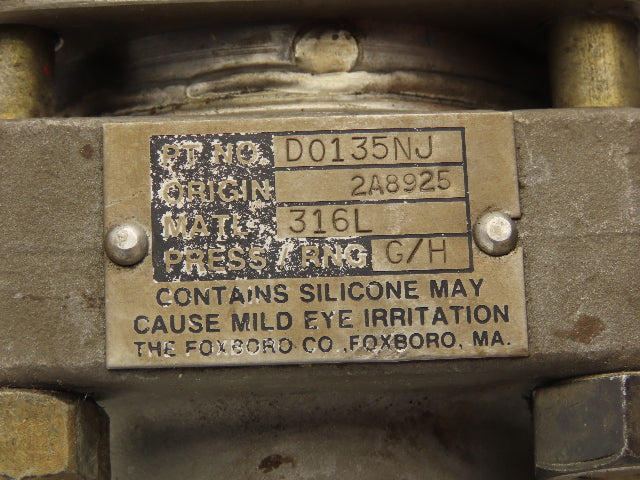 PT NO. D0135NJ
ORIGIN 2A8925
MATL. 316L
PRESS / RNG G/H
CONTAINS SILICONE MAY
CAUSE MILD EYE IRRITATION
THE FOXBORO CO., FOXBORO, MA.